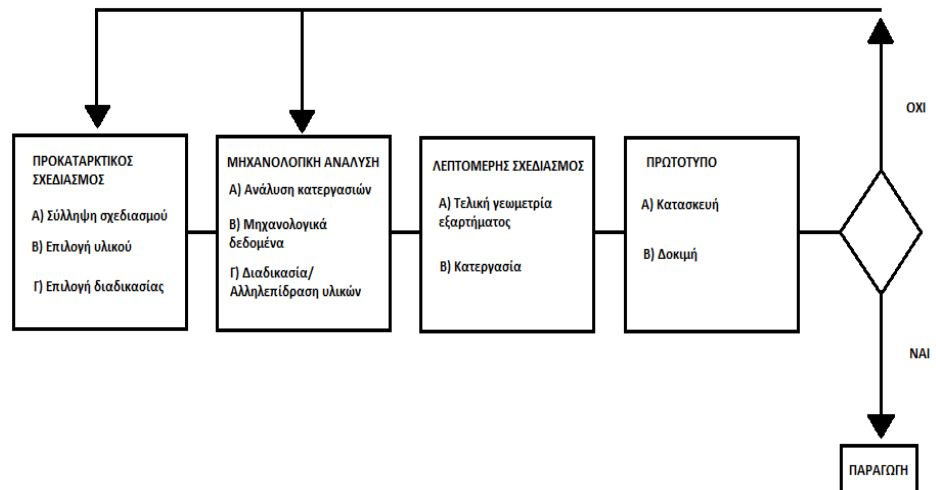 ΠΡΟΚΑΤΑΡΚΤΙΚΟΣ
ΣΧΕΔΙΑΣΜΟΣ
Α) Σύλληψη σχεδιασμού
Β) Επιλογή υλικού
Γ) Επιλογή διαδικασίας
ΜΗΧΑΝΟΛΟΓΙΚΗ ΑΝΑΛΥΣΗ
Α) Ανάλυση κατεργασιών
Β) Μηχανολογικά
δεδομένα
Γ) Διαδικασία/
Αλληλεπίδραση υλικών
ΛΕΠΤΟΜΕΡΗΣ ΣΧΕΔΙΑΣΜΟΣ
Α) Τελική γεωμετρία
εξαρτήματος
Β) Κατεργασία
ΠΡΩΤΟΤΥΠΟ
Α) Κατασκευή
Β) Δοκιμή
ΟΧΙ
ΝΑΙ
ΠΑΡΑΓΩΓΗ